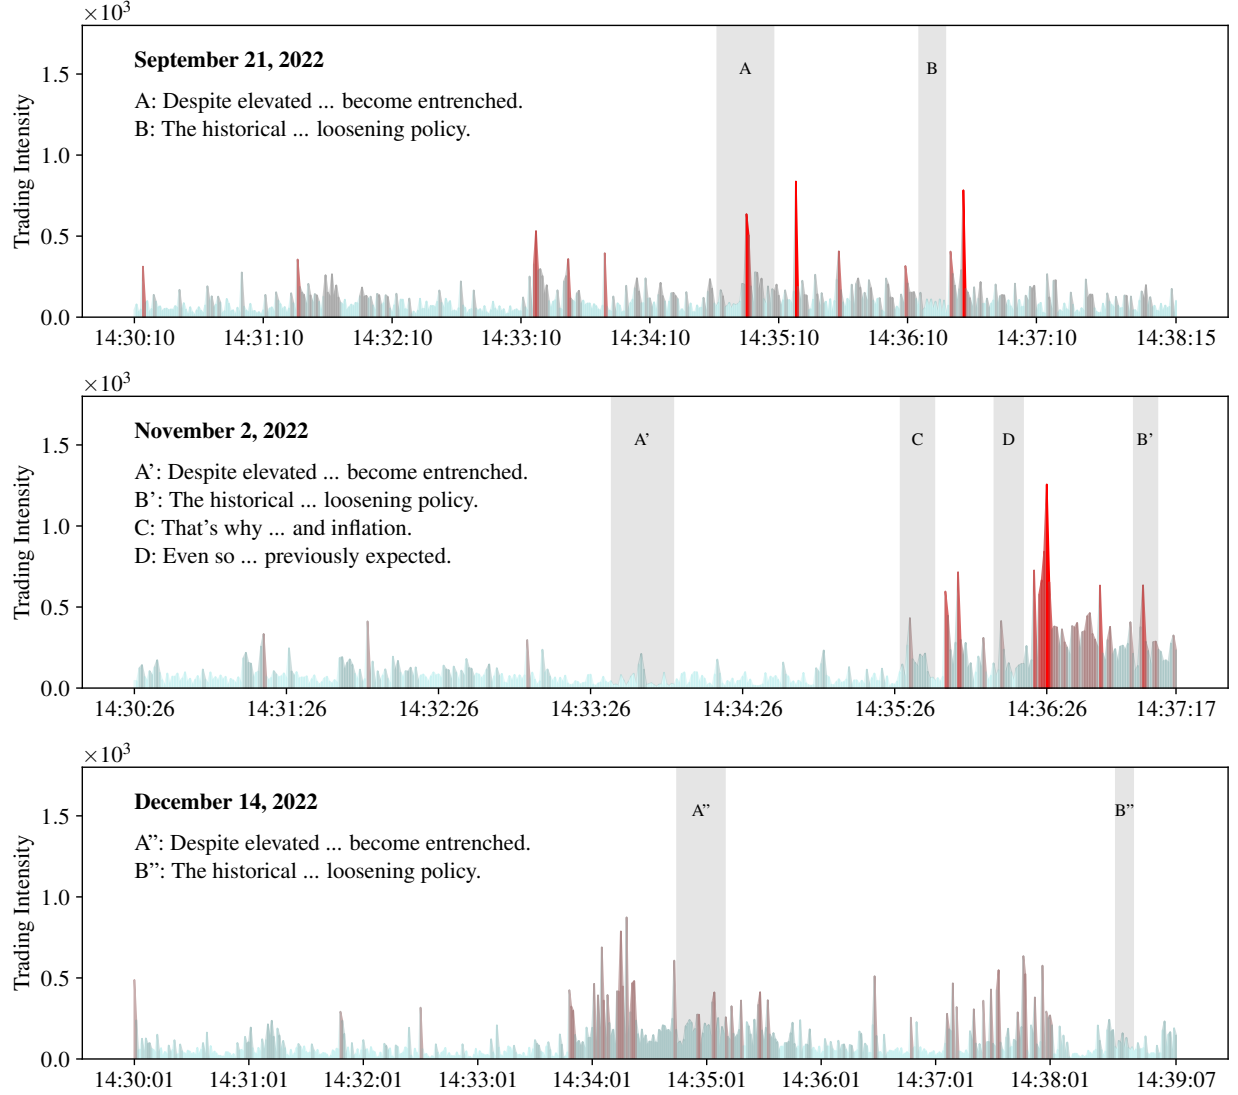 ×10³
September 21, 2022
A: Despite elevated ... become entrenched.
B: The historical ... loosening policy.
A
B
Trading Intensity
1.5
1.0
0.5
0.0
14:30:10 14:31:10 14:32:10 14:33:10 14:34:10 14:35:10 14:36:10 14:37:10 14:38:15
×10³
November 2, 2022
A’: Despite elevated ... become entrenched.
B’: The historical ... loosening policy.
C: That's why ... and inflation.
D: Even so ... previously expected.
A’
C
D
B’
Trading Intensity
1.5
1.0
0.5
0.0
14:30:26 14:31:26 14:32:26 14:33:26 14:34:26 14:35:26 14:36:26 14:37:17
×10³
December 14, 2022
A”: Despite elevated ... become entrenched.
B”: The historical ... loosening policy.
A”
B”
Trading Intensity
1.5
1.0
0.5
0.0
14:30:01 14:31:01 14:32:01 14:33:01 14:34:01 14:35:01 14:36:01 14:37:01 14:38:01 14:39:07